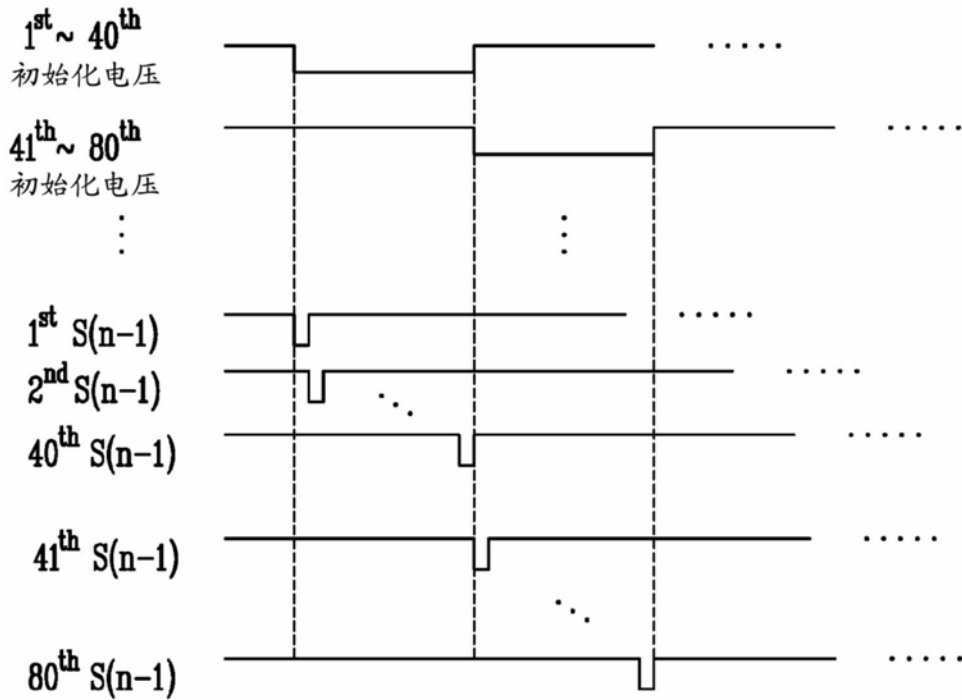 1st ~ 40th
初始化电压
41th ~ 80th
初始化电压
1st S(n-1)
2nd S(n-1)
40th S(n-1)
41th S(n-1)
80th S(n-1)